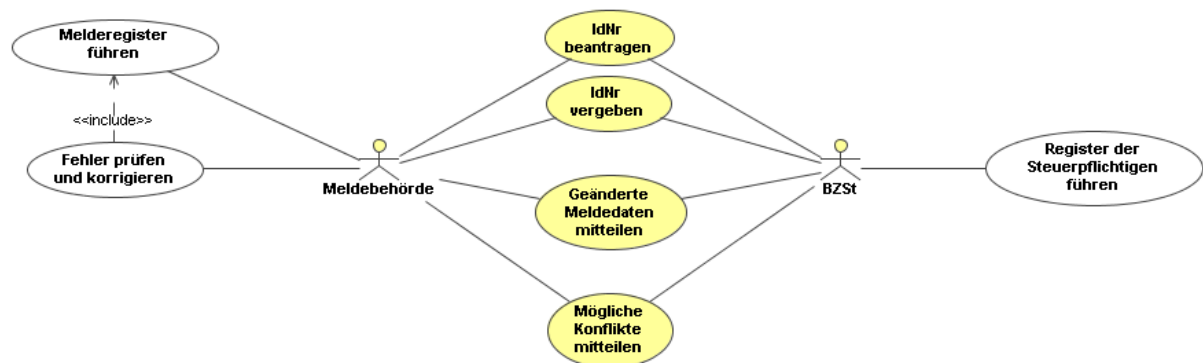 Melderegister
führen
<<include>>
Fehler prüfen
und korrigieren
Meldebehörde
IdNr
beantragen
IdNr
vergeben
Geänderte
Meldedaten
mitteilen
Mögliche
Konflikte
mitteilen
BZSt
Register der
Steuerpflichtigen
führen